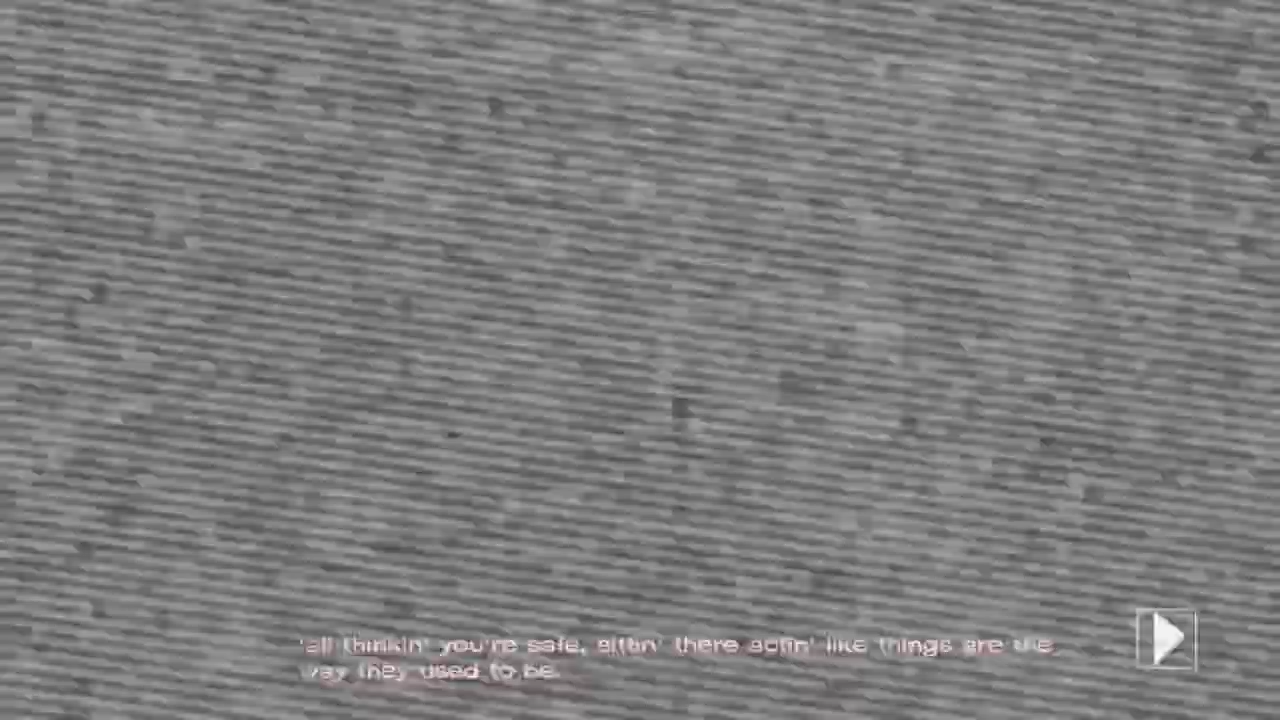 'all thinkin' you're safe, sittin' there actin' like things are the
way they used to be.